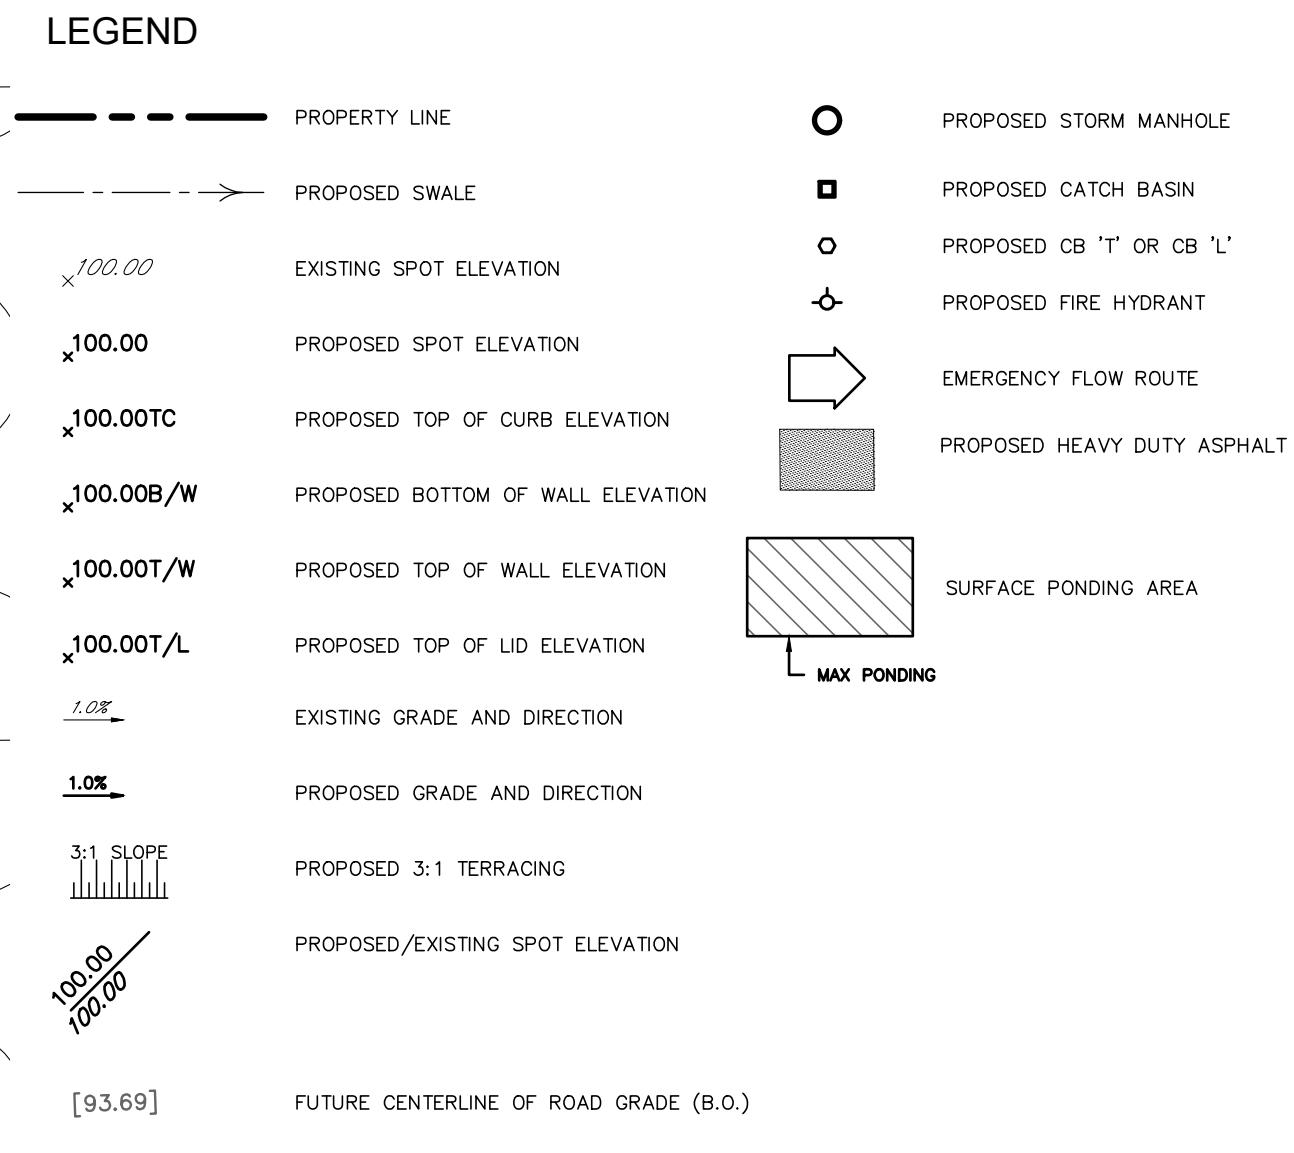 LEGEND
PROPERTY LINE
PROPOSED SWALE
100.00 EXISTING SPOT ELEVATION
100.00 PROPOSED SPOT ELEVATION
100.00TC PROPOSED TOP OF CURB ELEVATION
100.00B/W PROPOSED BOTTOM OF WALL ELEVATION
100.00T/W PROPOSED TOP OF WALL ELEVATION
100.00T/L PROPOSED TOP OF LID ELEVATION
1.0% EXISTING GRADE AND DIRECTION
1.0% PROPOSED GRADE AND DIRECTION
3:1 SLOPE PROPOSED 3:1 TERRACING
100.00
100.00
PROPOSED/EXISTING SPOT ELEVATION
[93.69] FUTURE CENTERLINE OF ROAD GRADE (B.O.)
PROPOSED STORM MANHOLE
PROPOSED CATCH BASIN
PROPOSED CB 'T' OR CB 'L'
PROPOSED FIRE HYDRANT
EMERGENCY FLOW ROUTE
PROPOSED HEAVY DUTY ASPHALT
SURFACE PONDING AREA
MAX PONDING